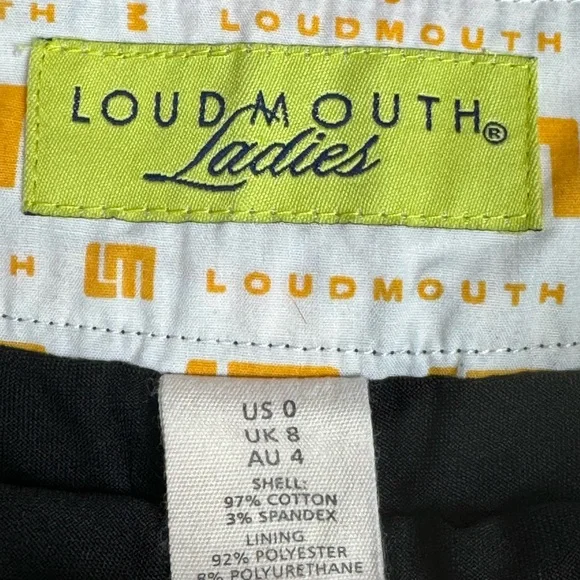 LOUDMOUTH
LOUDMOUTH®
Ladies
H LM LOUDMOUTH
US 0
UK 8
AU 4
SHELL:
97% COTTON
3% SPANDEX
LINING
92% POLYESTER
8% POLYURETHANE